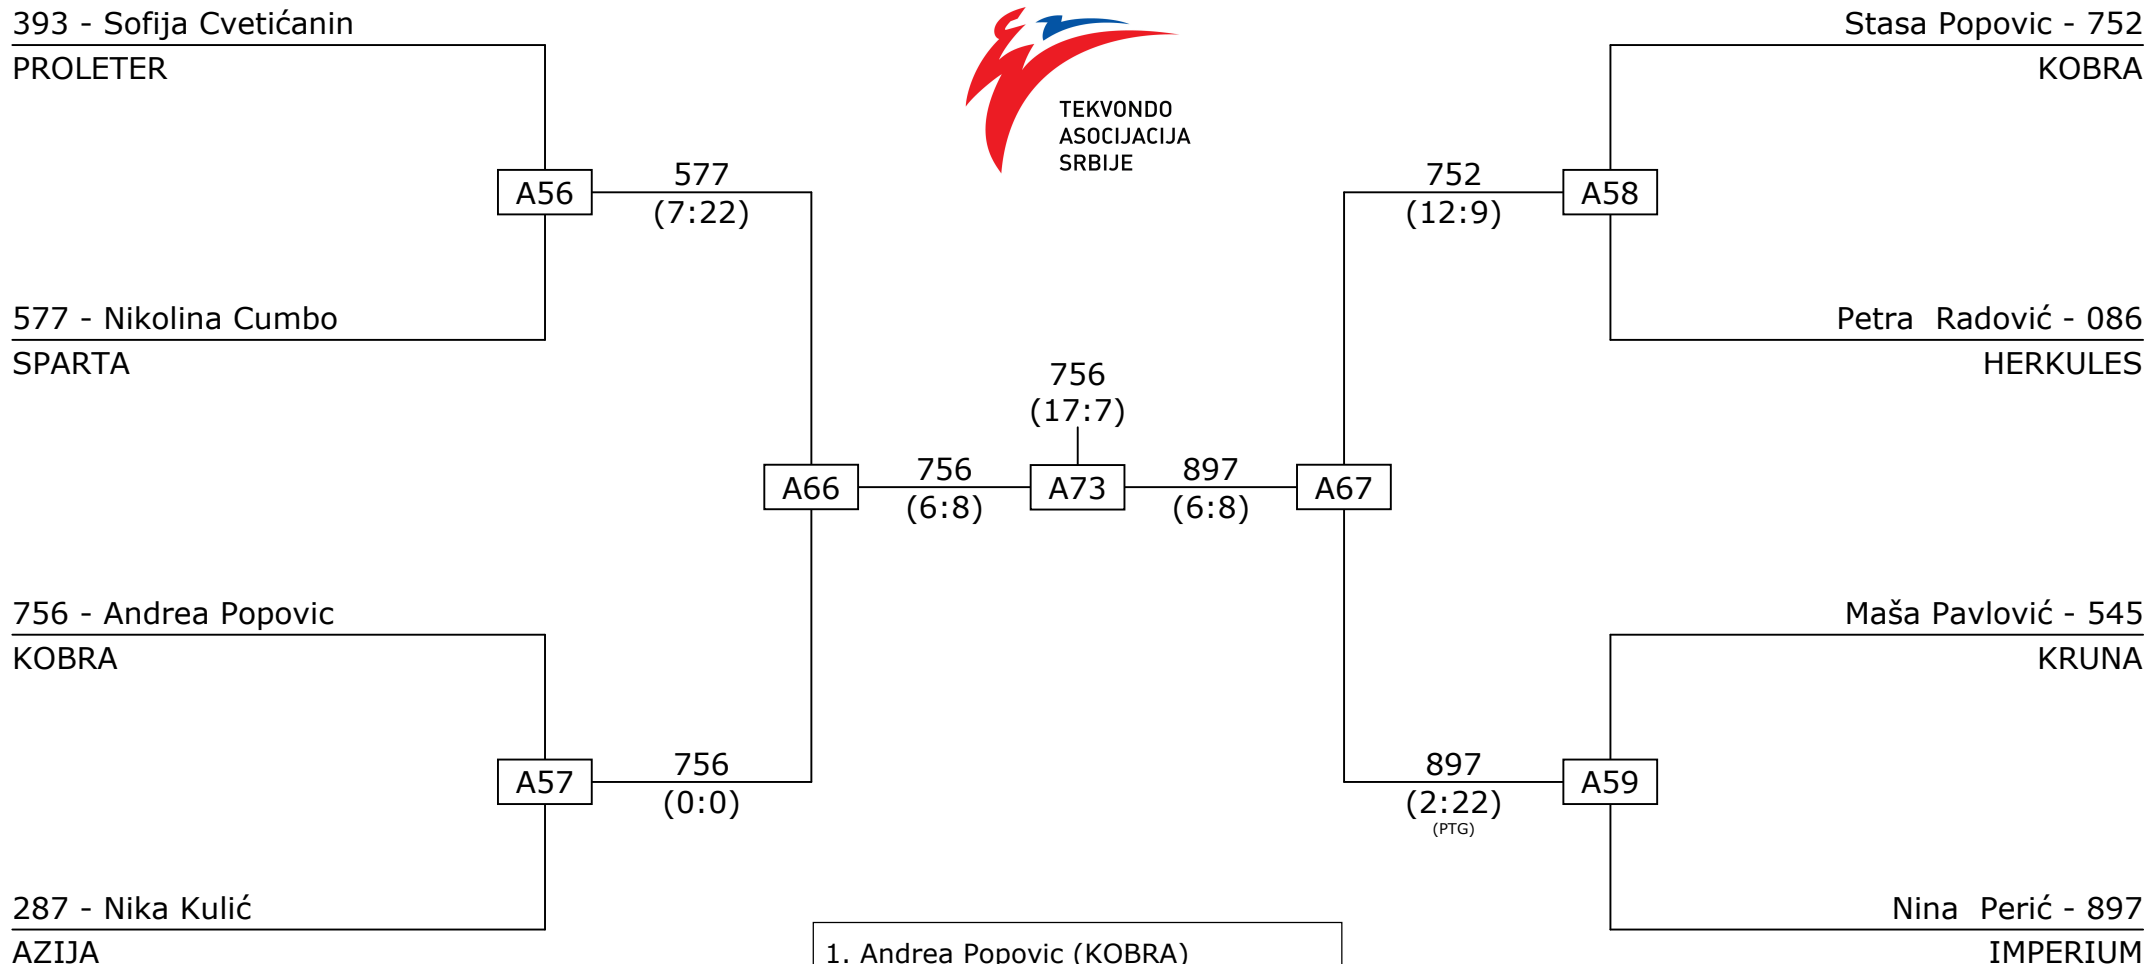 393 - Sofija Cvetićanin
PROLETER
577 - Nikolina Cumbo
SPARTA
756 - Andrea Popovic
KOBRA
287 - Nika Kulić
AZIJA
A56
577
(7:22)
A57
756
(0:0)
A66
756
(6:8)
TEKVONDO
ASOCIJACIJA
SRBIJE
756
(17:7)
A73
897
(6:8)
A67
752
(12:9)
A58
897
(2:22)
(PTG)
A59
Stasa Popovic - 752
KOBRA
Petra  Radović - 086
HERKULES
Maša Pavlović - 545
KRUNA
Nina  Perić - 897
IMPERIUM
1. Andrea Popovic (KOBRA)